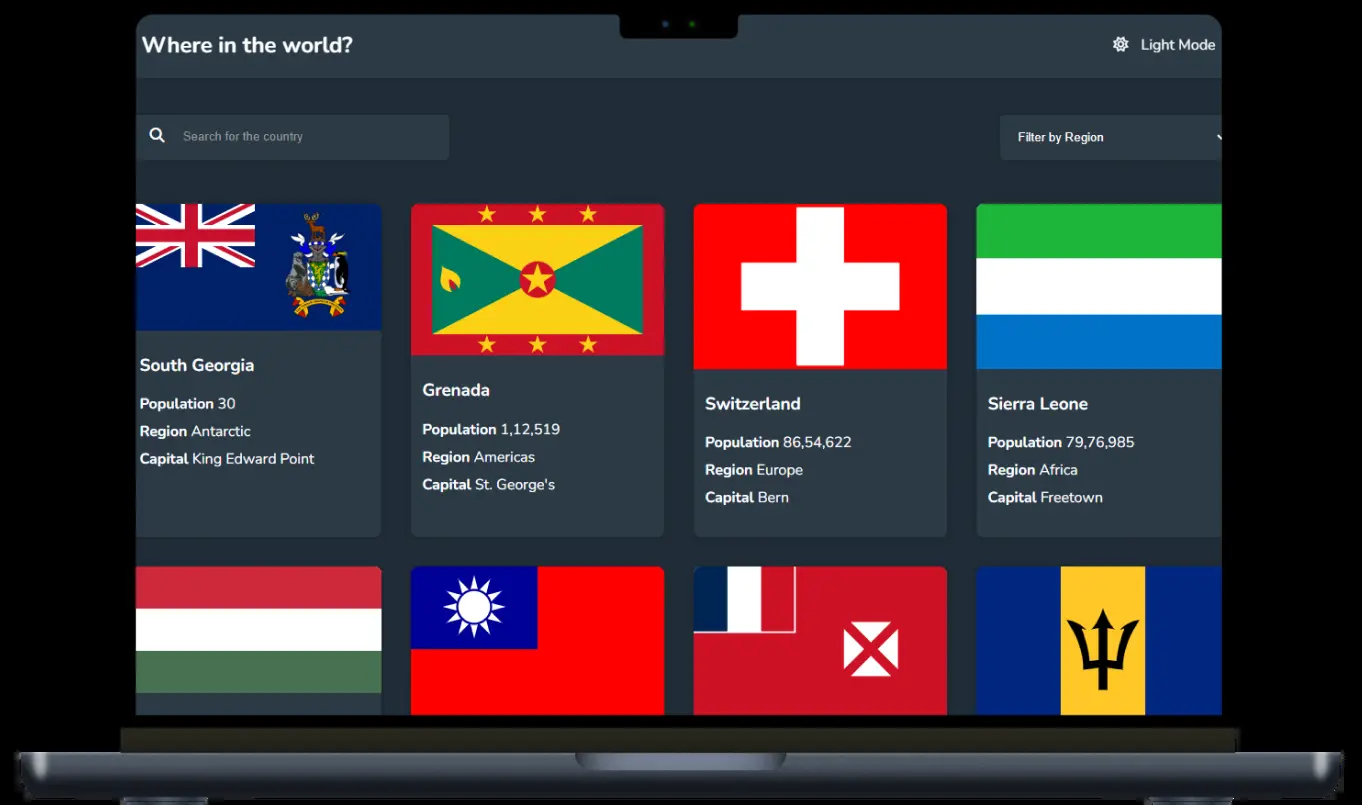 Where in the world?
Light Mode
Search for the country
Filter by Region
South Georgia
Population 30
Region Antarctic
Capital King Edward Point
Grenada
Population 1,12,519
Region Americas
Capital St. George's
Switzerland
Population 86,54,622
Region Europe
Capital Bern
Sierra Leone
Population 79,76,985
Region Africa
Capital Freetown